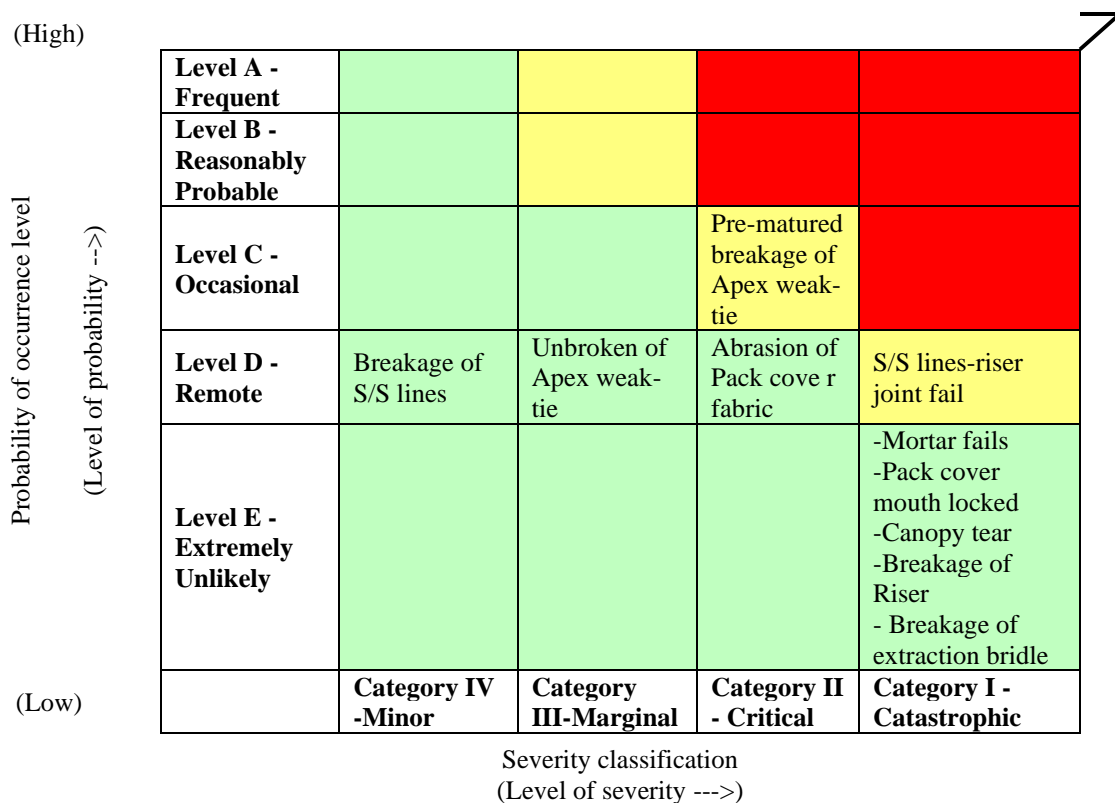 (High)
Level A -
Frequent
Level B -
Reasonably
Probable
Level C -
Occasional
Pre-matured
breakage of
Apex weak-
tie
Level D -
Remote
Breakage of
S/S lines
Unbroken of
Apex weak-
tie
Abrasion of
Pack cove r
fabric
S/S lines-riser
joint fail
Level E -
Extremely
Unlikely
-Mortar fails
-Pack cover
mouth locked
-Canopy tear
-Breakage of
Riser
- Breakage of
extraction bridle
(Low)
Category IV
-Minor
Category
III-Marginal
Category II
- Critical
Category I -
Catastrophic
Probability of occurrence level
(Level of probability -->)
Severity classification
(Level of severity --->)